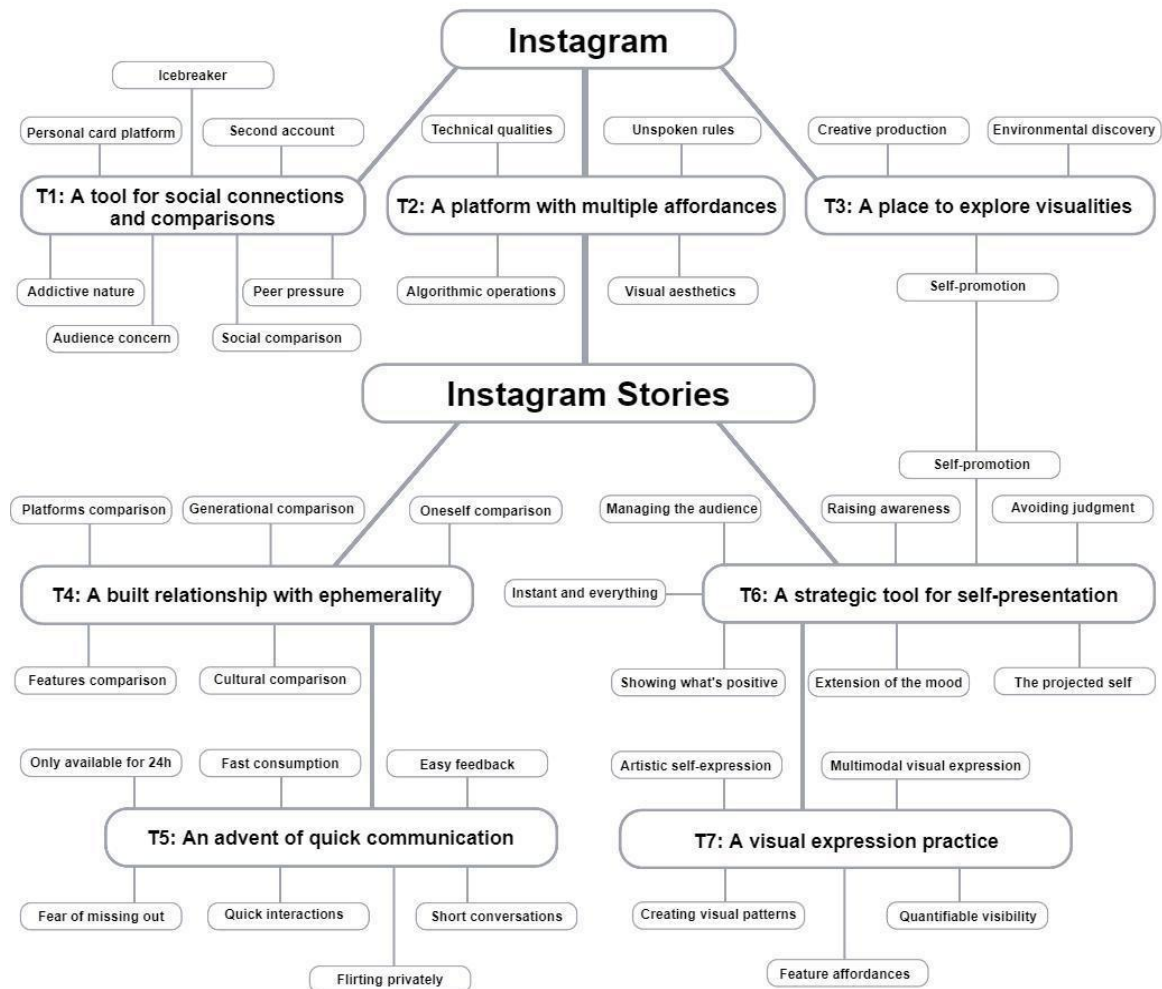 Instagram
Icebreaker
Personal card platform
Second account
Technical qualities
Unspoken rules
Creative production
Environmental discovery
T1: A tool for social connections
and comparisons
T2: A platform with multiple affordances
T3: A place to explore visualities
Addictive nature
Peer pressure
Algorithmic operations
Visual aesthetics
Self-promotion
Audience concern
Social comparison
Instagram Stories
Self-promotion
Platforms comparison
Generational comparison
Oneself comparison
Managing the audience
Raising awareness
Avoiding judgment
T4: A built relationship with ephemerality
Instant and everything
T6: A strategic tool for self-presentation
Features comparison
Cultural comparison
Showing what's positive
Extension of the mood
The projected self
Only available for 24h
Fast consumption
Easy feedback
Artistic self-expression
Multimodal visual expression
T5: An advent of quick communication
T7: A visual expression practice
Fear of missing out
Quick interactions
Short conversations
Creating visual patterns
Quantifiable visibility
Flirting privately
Feature affordances